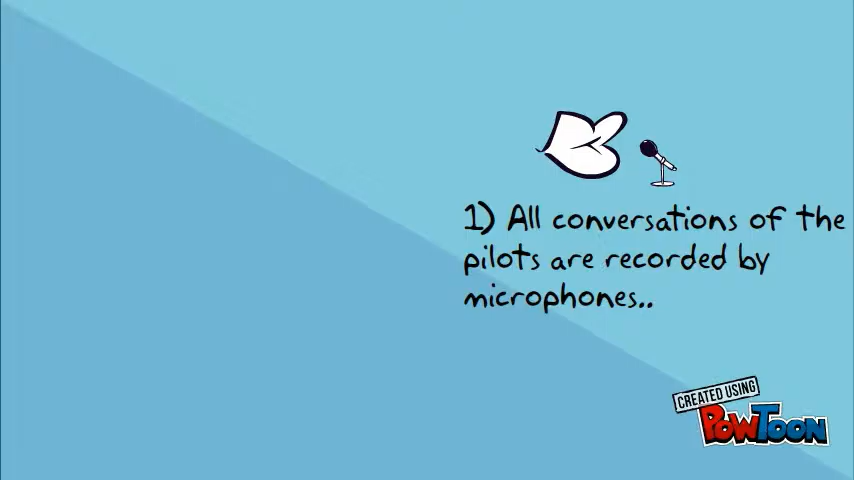 1) All conversations of the
pilots are recorded by
microphones..
CREATED USING
POWTOON